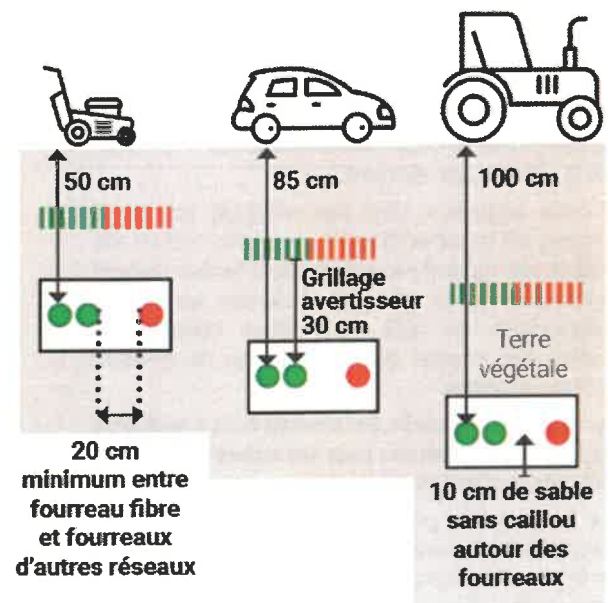 50 cm
85 cm
100 cm
Grillage
avertisseur
30 cm
Terre
végétale
20 cm
minimum entre
fourreau fibre
et fourreaux
d'autres réseaux
10 cm de sable
sans caillou
autour des
fourreaux